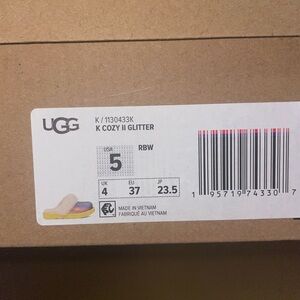 UGG
K / 1130433K
K COZY II GLITTER
USA
5
RBW
UK EU JP
4 37 23.5
MADE IN VIETNAM
FABRIQUÉ AU VIETNAM
1 95719 74330 7